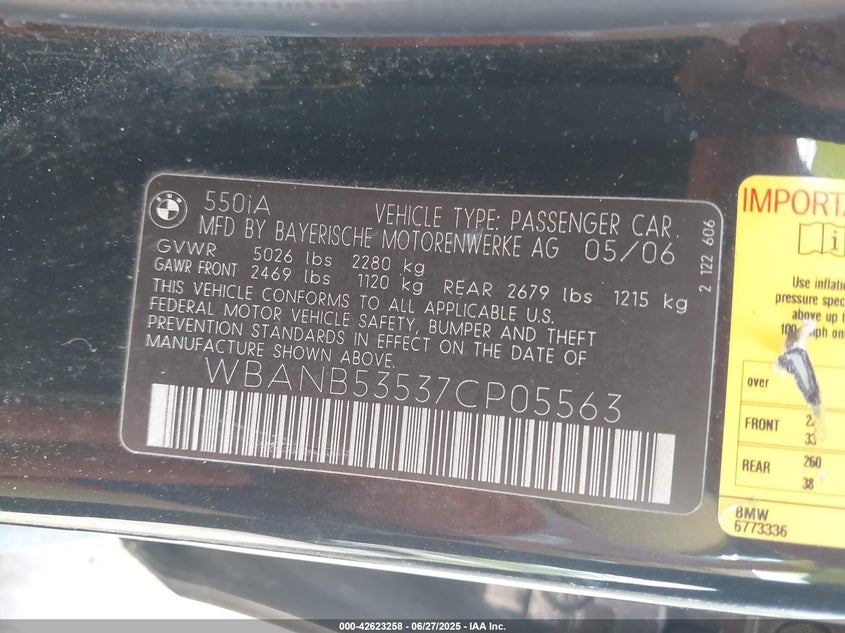 550iA VEHICLE TYPE: PASSENGER CAR.
MFD BY BAYERISCHE MOTORENWERKE AG 05/06
GVWR 5026 lbs 2280 kg
GAWR FRONT 2469 lbs 1120 kg REAR 2679 lbs 1215 kg
THIS VEHICLE CONFORMS TO ALL APPLICABLE U.S.
FEDERAL MOTOR VEHICLE SAFETY, BUMPER AND THEFT
PREVENTION STANDARDS IN EFFECT ON THE DATE OF
MANUFACTURE SHOWN ABOVE.
WBANB53537CP05563
2 122 606
IMPORTA
Use inflati
pressure spec
above up t
on
over
FRONT
33
REAR 260
38
BMW
6773336
000-42623258 - 06/27/2025 - IAA Inc.